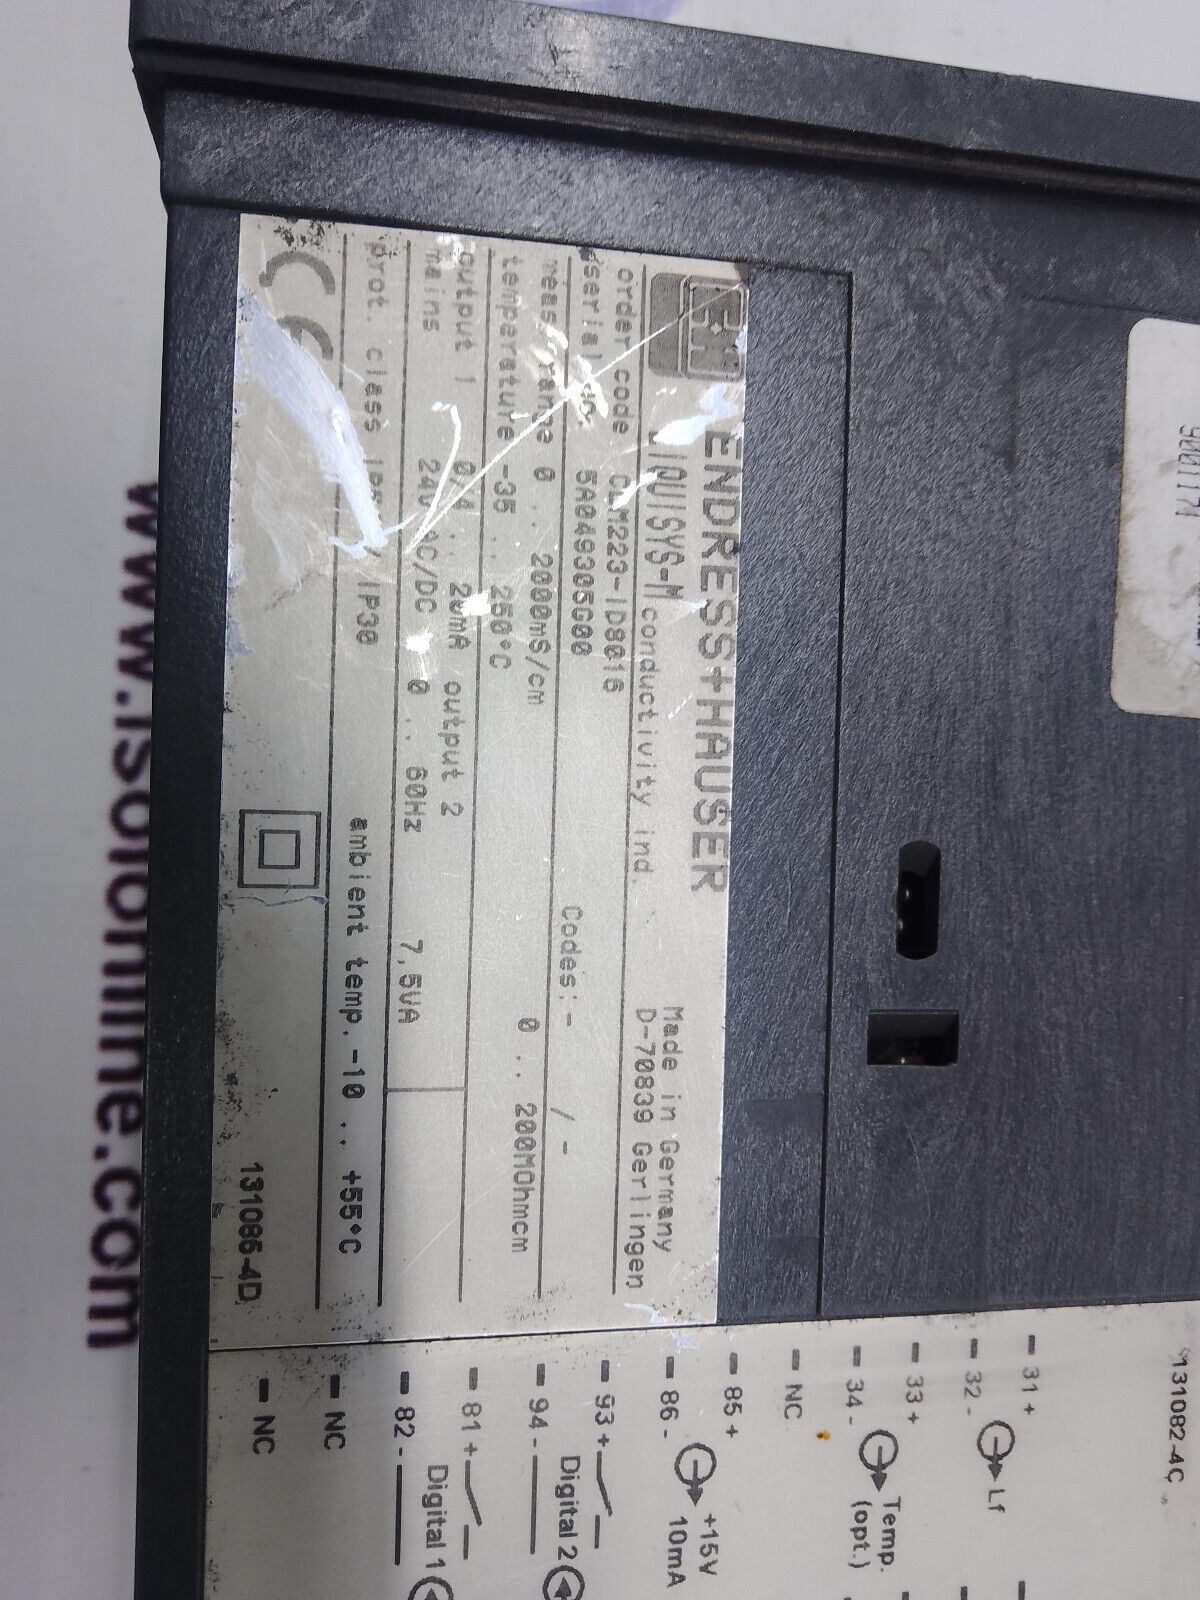 ENDRESS+HAUSER
LIQUISYS-M conductivity ind.
Made in Germany
D-70839 Gerlingen
order code CLM223-ID8016
serial no. 5A049305G00
Codes:- / -
meas range 0 .. 2000mS/cm 0 .. 200MOhmcm
temperature -35 .. 250°C
output 1 0/4 .. 20mA output 2
mains 24V AC/DC 0 .. 60Hz 7,5VA
prot. class / IP30 ambient temp. -10 .. +55°C
CE
131086-4D
131082-4C
31 +
32 - Lf
33 +
34 - Temp. (opt.)
NC
85 + +15V
86 - 10mA
93 +
94 - Digital 2
81 +
82 - Digital 1
NC
NC
www.isolonline.com